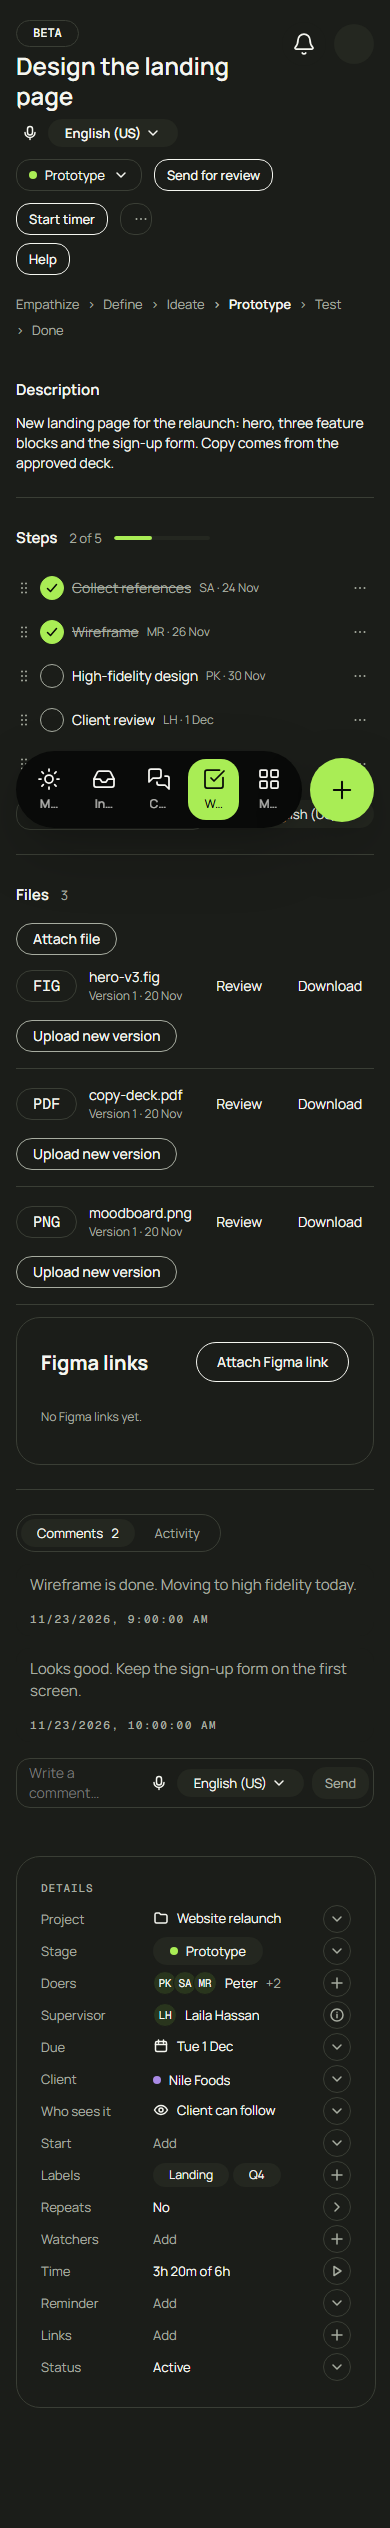 BETA
Design the landing
page
English (US)
Prototype
Send for review
Start timer
Help
Empathize > Define > Ideate > Prototype > Test
> Done
Description
New landing page for the relaunch: hero, three feature
blocks and the sign-up form. Copy comes from the
approved deck.
Steps 2 of 5
Collect references SA · 24 Nov
Wireframe MR · 26 Nov
High-fidelity design PK · 30 Nov
Client review LH · 1 Dec
M...
In...
C...
W...
M...
Files 3
Attach file
FIG hero-v3.fig Review Download
Version 1 · 20 Nov
Upload new version
PDF copy-deck.pdf Review Download
Version 1 · 20 Nov
Upload new version
PNG moodboard.png Review Download
Version 1 · 20 Nov
Upload new version
Figma links
Attach Figma link
No Figma links yet.
Comments 2 Activity
Wireframe is done. Moving to high fidelity today.
11/23/2026, 9:00:00 AM
Looks good. Keep the sign-up form on the first
screen.
11/23/2026, 10:00:00 AM
Write a
comment...
English (US)
Send
DETAILS
Project Website relaunch
Stage Prototype
Doers PK SA MR Peter +2
Supervisor LH Laila Hassan
Due Tue 1 Dec
Client Nile Foods
Who sees it Client can follow
Start Add
Labels Landing Q4
Repeats No
Watchers Add
Time 3h 20m of 6h
Reminder Add
Links Add
Status Active